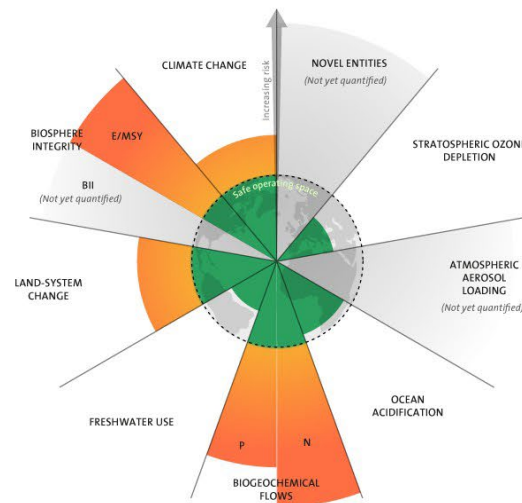 CLIMATE CHANGE
Increasing risk
NOVEL ENTITIES
(Not yet quantified)
STRATOSPHERIC OZONE
DEPLETION
BIOSPHERE
INTEGRITY
E/MSY
BII
(Not yet quantified)
Safe operating space
LAND-SYSTEM
CHANGE
ATMOSPHERIC
AEROSOL
LOADING
(Not yet quantified)
FRESHWATER USE
OCEAN
ACIDIFICATION
P
N
BIOGEOCHEMICAL
FLOWS